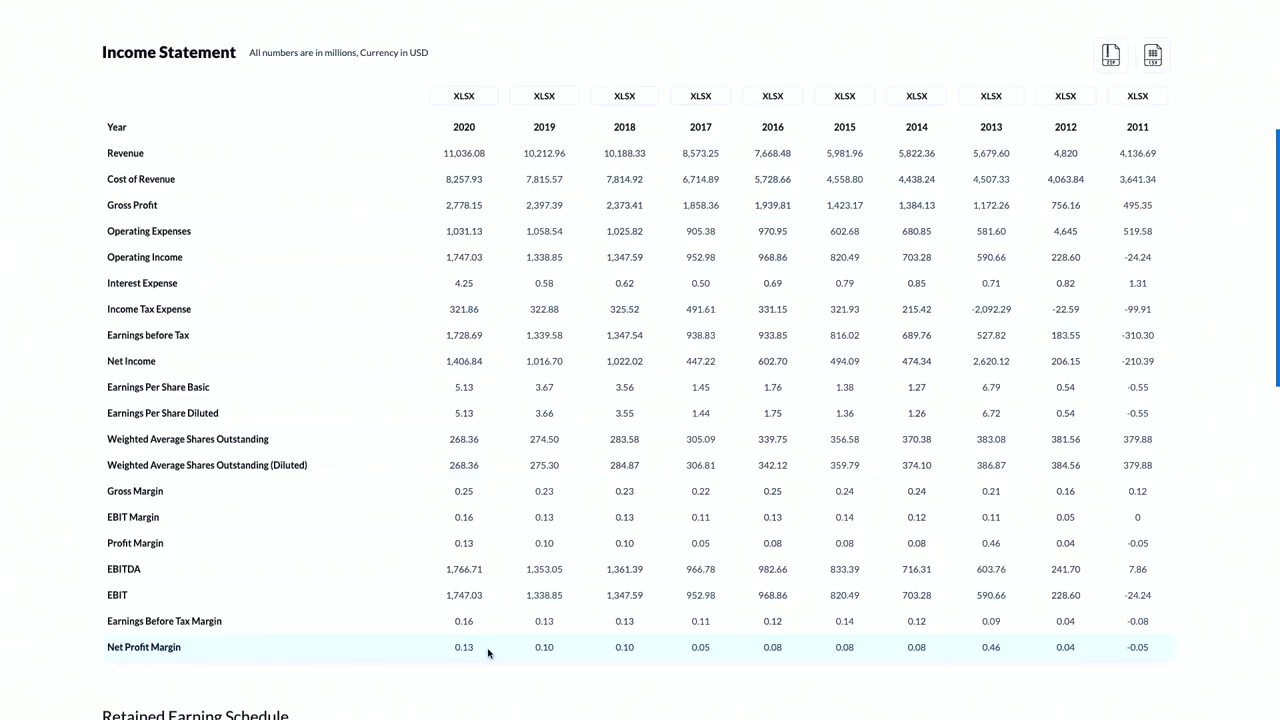 Income Statement All numbers are in millions, Currency in USD
ZIP CSV
XLSX XLSX XLSX XLSX XLSX XLSX XLSX XLSX XLSX XLSX
Year 2020 2019 2018 2017 2016 2015 2014 2013 2012 2011
Revenue 11,036.08 10,212.96 10,188.33 8,573.25 7,668.48 5,981.96 5,822.36 5,679.60 4,820 4,136.69
Cost of Revenue 8,257.93 7,815.57 7,814.92 6,714.89 5,728.66 4,558.80 4,438.24 4,507.33 4,063.84 3,641.34
Gross Profit 2,778.15 2,397.39 2,373.41 1,858.36 1,939.81 1,423.17 1,384.13 1,172.26 756.16 495.35
Operating Expenses 1,031.13 1,058.54 1,025.82 905.38 970.95 602.68 680.85 581.60 4,645 519.58
Operating Income 1,747.03 1,338.85 1,347.59 952.98 968.86 820.49 703.28 590.66 228.60 -24.24
Interest Expense 4.25 0.58 0.62 0.50 0.69 0.79 0.85 0.71 0.82 1.31
Income Tax Expense 321.86 322.88 325.52 491.61 331.15 321.93 215.42 -2,092.29 -22.59 -99.91
Earnings before Tax 1,728.69 1,339.58 1,347.54 938.83 933.85 816.02 689.76 527.82 183.55 -310.30
Net Income 1,406.84 1,016.70 1,022.02 447.22 602.70 494.09 474.34 2,620.12 206.15 -210.39
Earnings Per Share Basic 5.13 3.67 3.56 1.45 1.76 1.38 1.27 6.79 0.54 -0.55
Earnings Per Share Diluted 5.13 3.66 3.55 1.44 1.75 1.36 1.26 6.72 0.54 -0.55
Weighted Average Shares Outstanding 268.36 274.50 283.58 305.09 339.75 356.58 370.38 383.08 381.56 379.88
Weighted Average Shares Outstanding (Diluted) 268.36 275.30 284.87 306.81 342.12 359.79 374.10 386.87 384.56 379.88
Gross Margin 0.25 0.23 0.23 0.22 0.25 0.24 0.24 0.21 0.16 0.12
EBIT Margin 0.16 0.13 0.13 0.11 0.13 0.14 0.12 0.11 0.05 0
Profit Margin 0.13 0.10 0.10 0.05 0.08 0.08 0.08 0.46 0.04 -0.05
EBITDA 1,766.71 1,353.05 1,361.39 966.78 982.66 833.39 716.31 603.76 241.70 7.86
EBIT 1,747.03 1,338.85 1,347.59 952.98 968.86 820.49 703.28 590.66 228.60 -24.24
Earnings Before Tax Margin 0.16 0.13 0.13 0.11 0.12 0.14 0.12 0.09 0.04 -0.08
Net Profit Margin 0.13 0.10 0.10 0.05 0.08 0.08 0.08 0.46 0.04 -0.05
Retained Earning Schedule